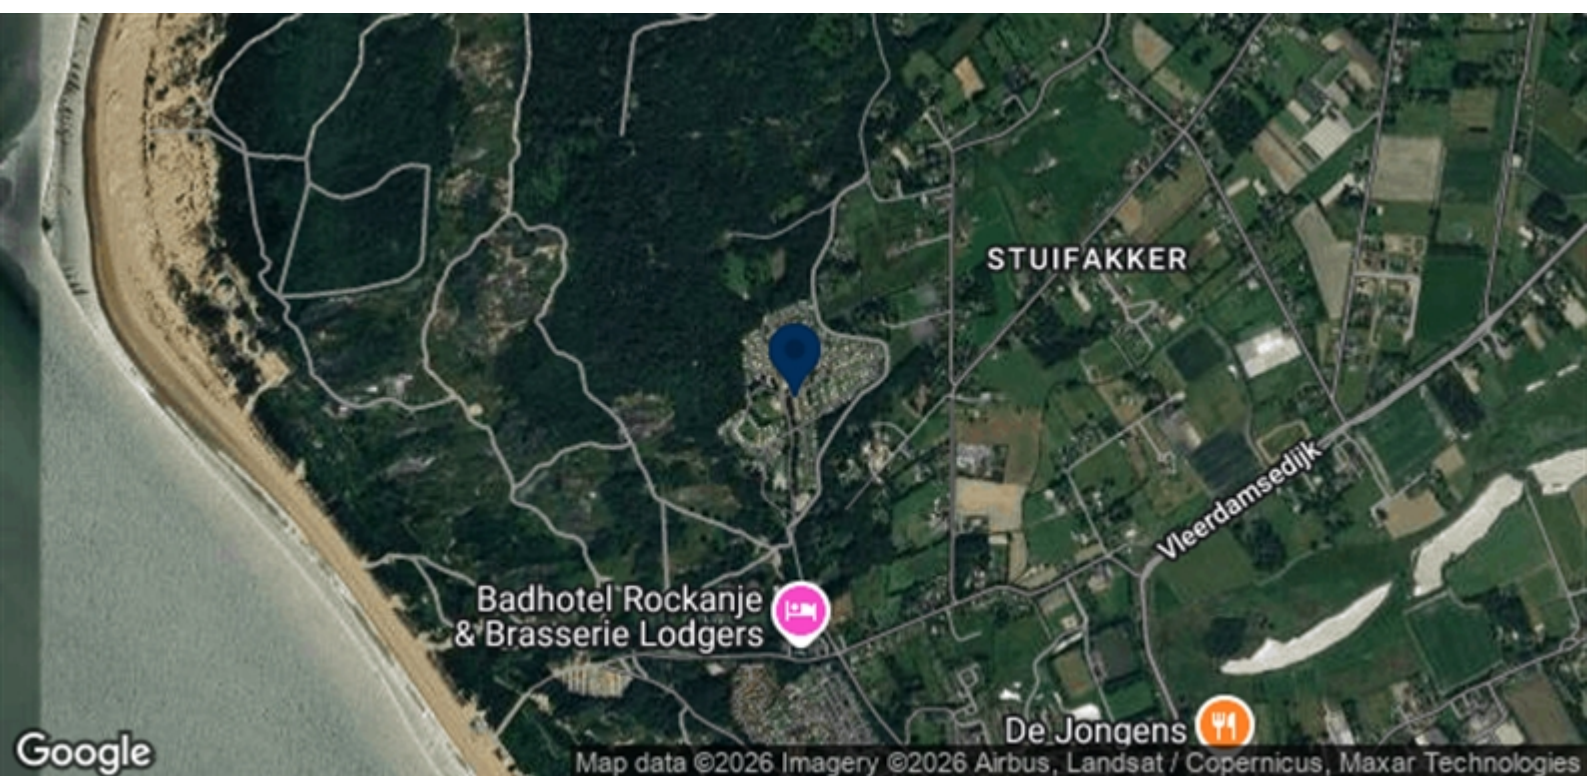 STUIFAKKER
Vleerdamsedijk
Badhotel Rockanje
& Brasserie Lodgers
De Jongens
Google
Map data ©2026 Imagery ©2026 Airbus, Landsat / Copernicus, Maxar Technologies